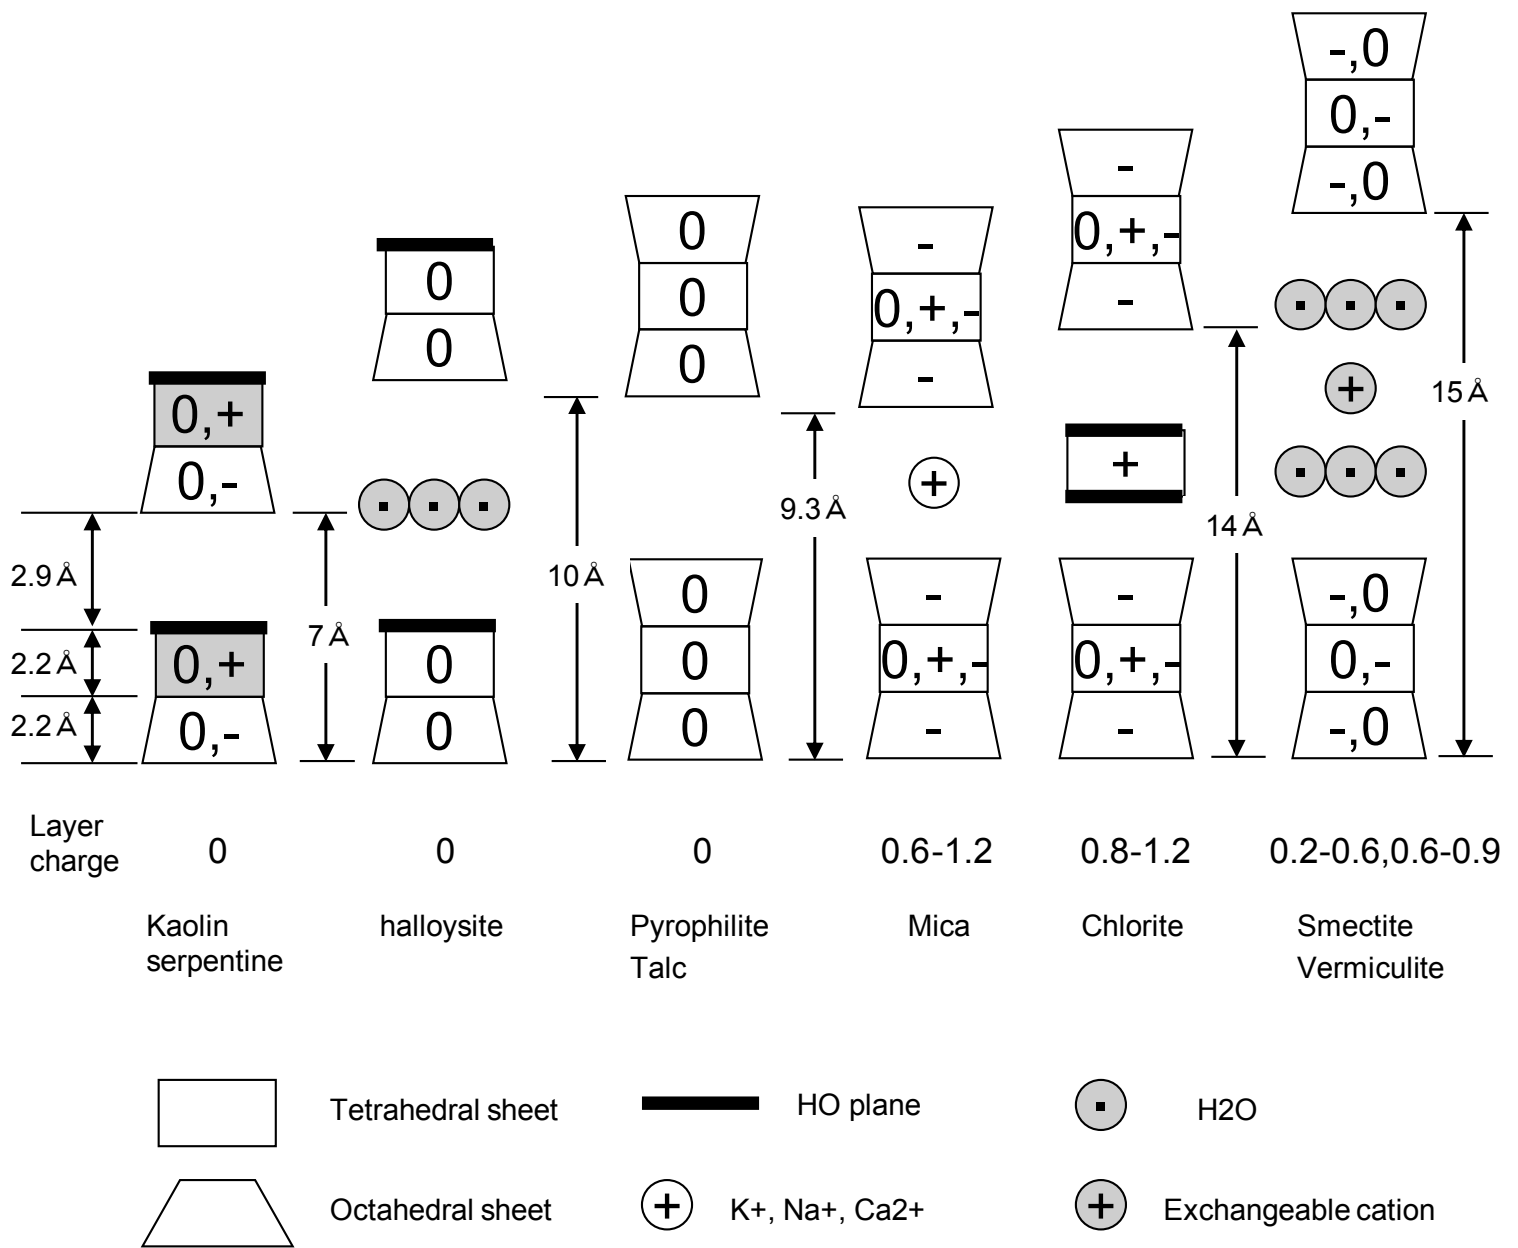 -,0
0,-
-,0
-
0,+,-
-
0
0
0
-
0,+,-
-
0
0
0,+
0,-
15 Å
+
+
+
9.3 Å
14 Å
2.9 Å
10 Å
7 Å
2.2 Å
2.2 Å
0,+
0,-
0
0
0
0
0
-
0,+,-
-
-
0,+,-
-
-,0
0,-
-,0
Layer
charge
0
0
0
0.6-1.2
0.8-1.2
0.2-0.6,0.6-0.9
Kaolin
serpentine
halloysite
Pyrophilite
Talc
Mica
Chlorite
Smectite
Vermiculite
Tetrahedral sheet
HO plane
H2O
Octahedral sheet
+
K+, Na+, Ca2+
+
Exchangeable cation